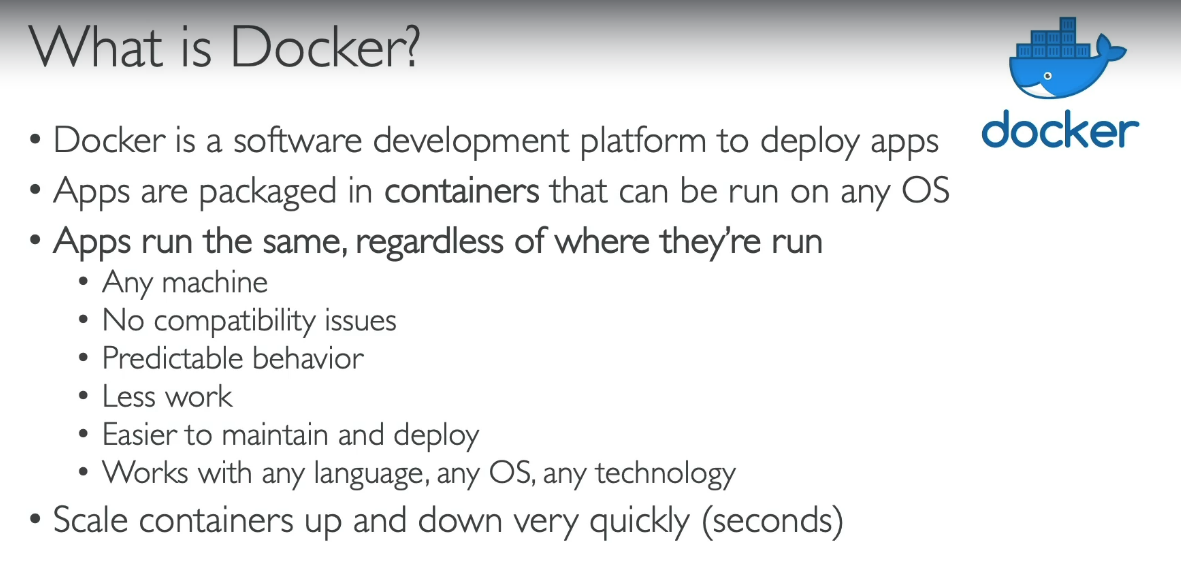 What is Docker?
docker
• Docker is a software development platform to deploy apps
• Apps are packaged in containers that can be run on any OS
• Apps run the same, regardless of where they're run
• Any machine
• No compatibility issues
• Predictable behavior
• Less work
• Easier to maintain and deploy
• Works with any language, any OS, any technology
• Scale containers up and down very quickly (seconds)